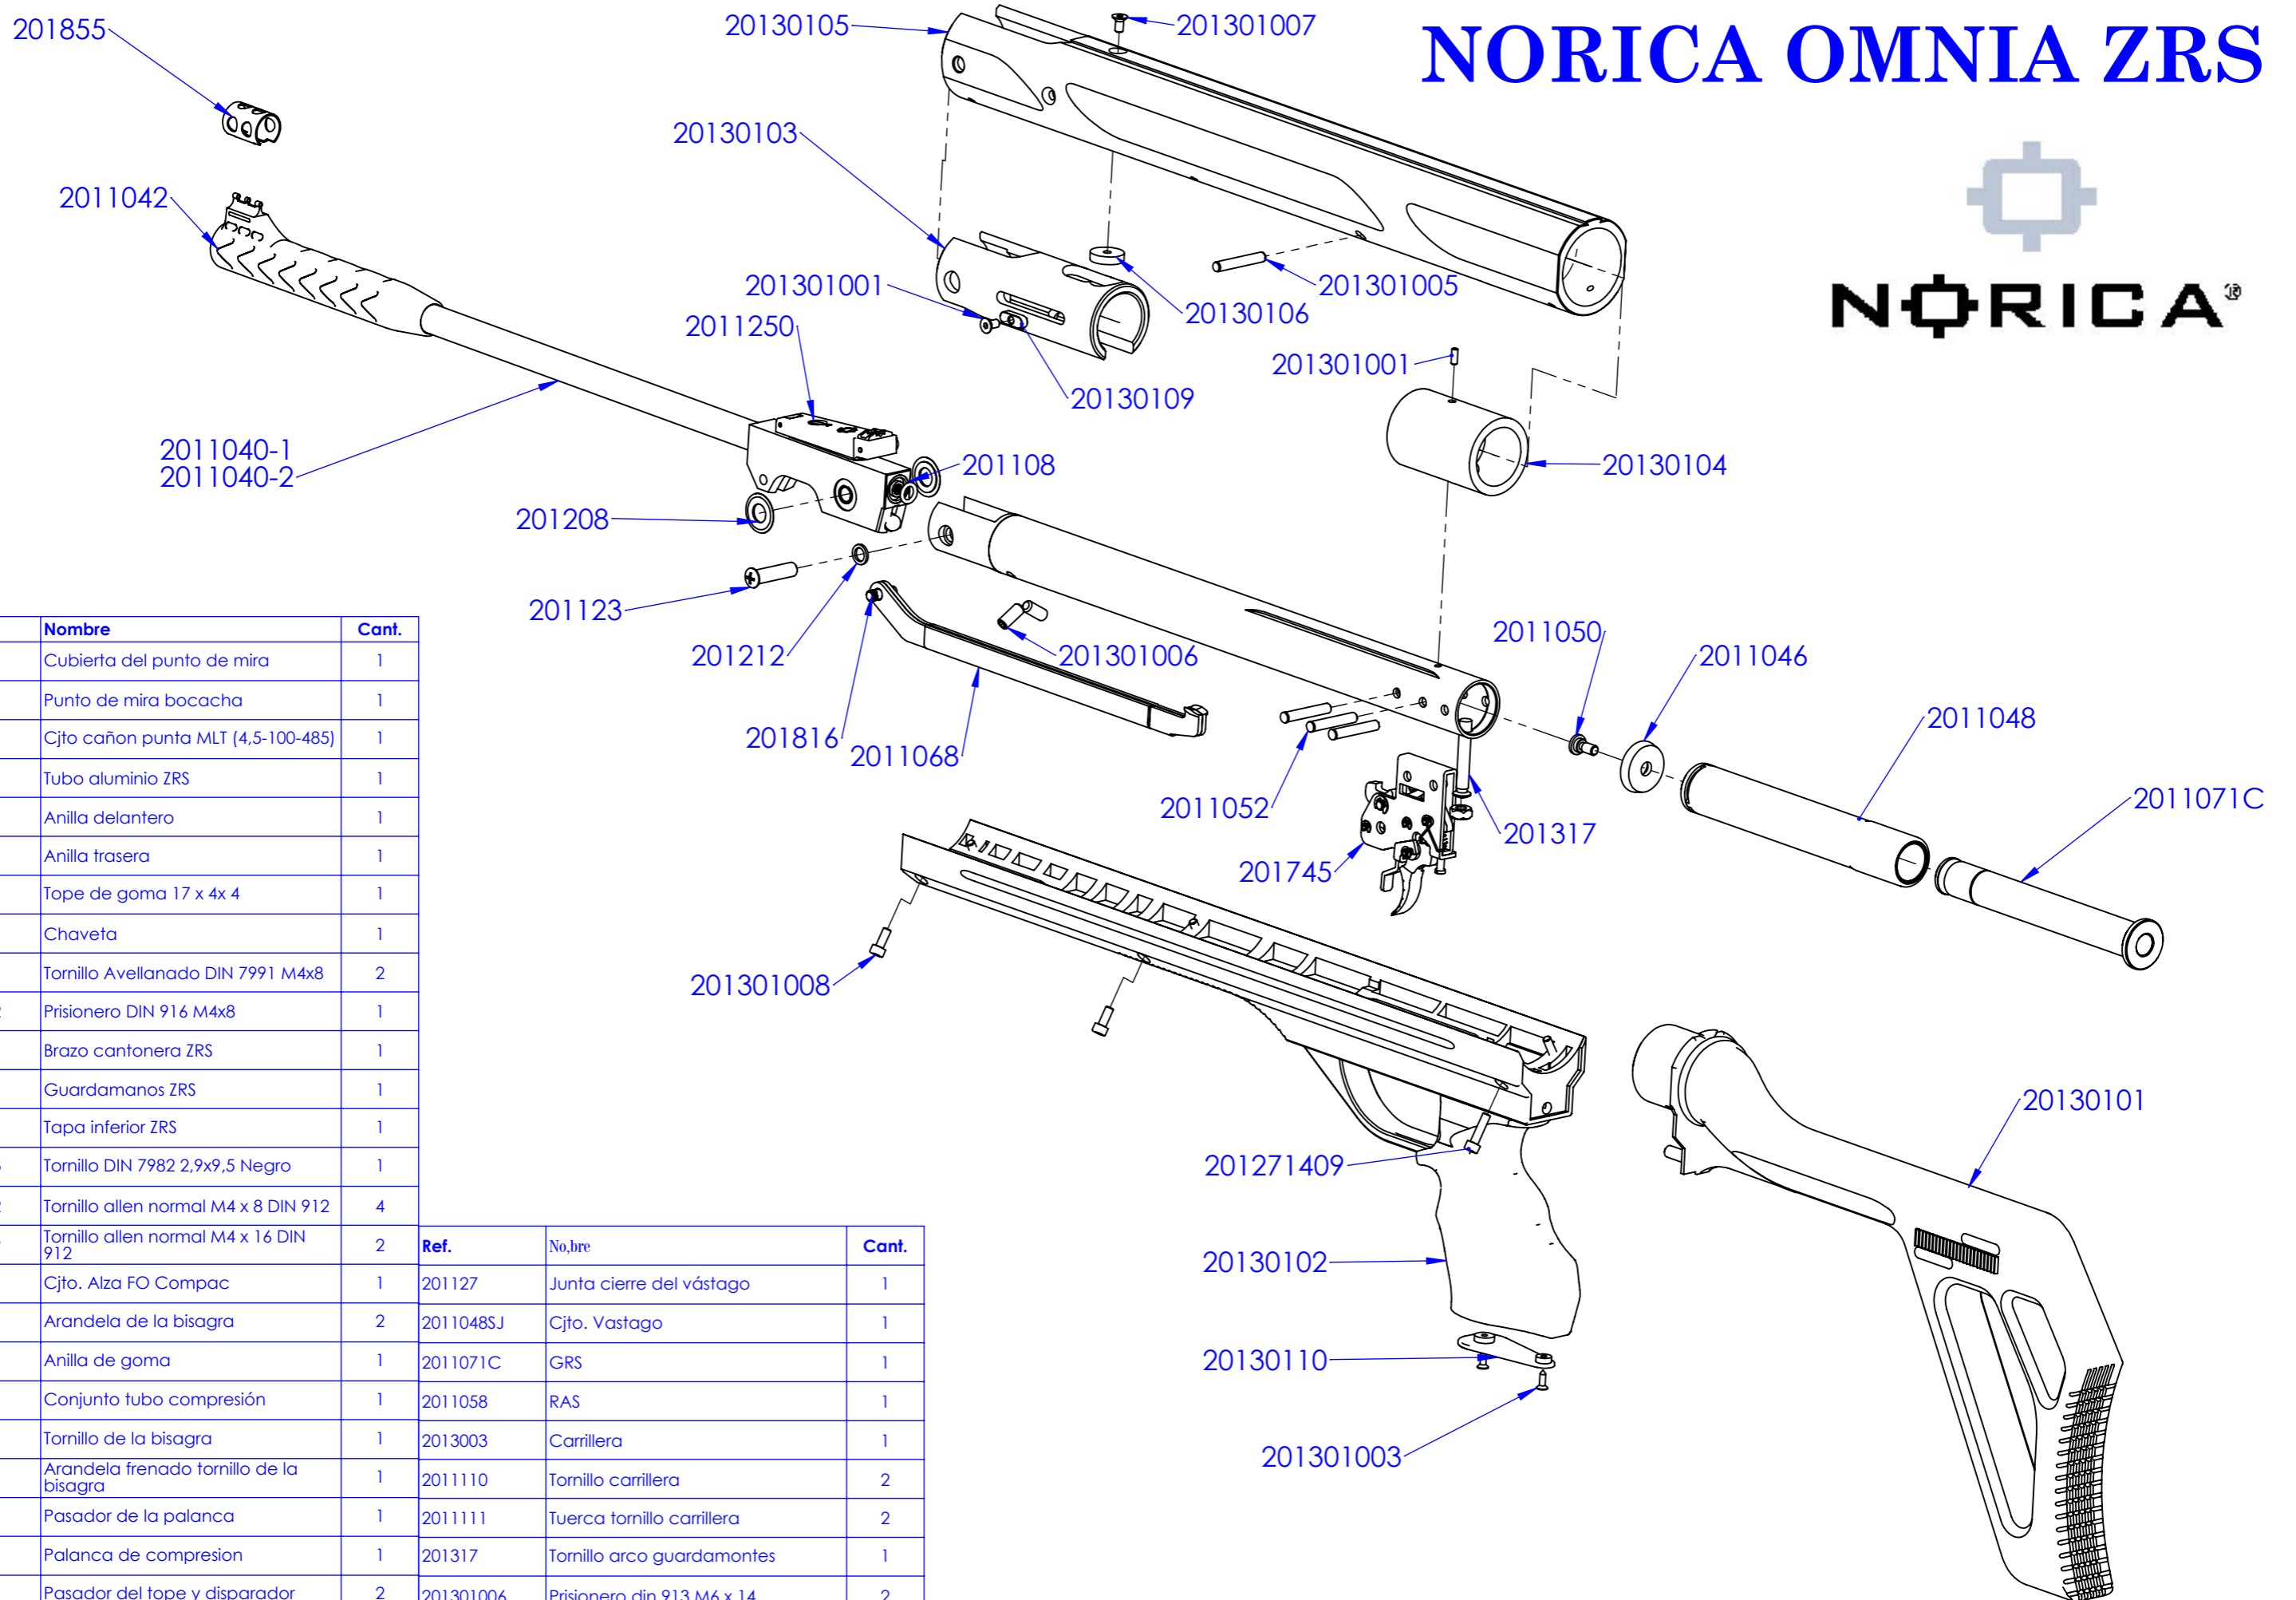 NORICA OMNIA ZRS
NORICA®
201855
2011042
2011040-1
2011040-2
20130105
201301007
20130103
201301001
2011250
201301005
20130106
20130109
201301001
20130104
201108
201208
201123
201212
201301006
201816
2011068
2011050
2011046
2011048
2011071C
2011052
201317
201745
201301008
201271409
20130101
20130102
20130110
201301003
Nombre Cant.
Cubierta del punto de mira 1
Punto de mira bocacha 1
Cjto cañon punta MLT (4,5-100-485) 1
Tubo aluminio ZRS 1
Anilla delantero 1
Anilla trasera 1
Tope de goma 17 x 4x 4 1
Chaveta 1
Tornillo Avellanado DIN 7991 M4x8 2
Prisionero DIN 916 M4x8 1
Brazo cantonera ZRS 1
Guardamanos ZRS 1
Tapa inferior ZRS 1
Tornillo DIN 7982 2,9x9,5 Negro 1
Tornillo allen normal M4 x 8 DIN 912 4
Tornillo allen normal M4 x 16 DIN
912 2
Cjto. Alza FO Compac 1
Arandela de la bisagra 2
Anilla de goma 1
Conjunto tubo compresión 1
Tornillo de la bisagra 1
Arandela frenado tornillo de la
bisagra 1
Pasador de la palanca 1
Palanca de compresion 1
Pasador del tope y disparador 2
Ref. No,bre Cant.
201127 Junta cierre del vástago 1
2011048SJ Cjto. Vastago 1
2011071C GRS 1
2011058 RAS 1
2013003 Carrillera 1
2011110 Tornillo carrillera 2
2011111 Tuerca tornillo carrillera 2
201317 Tornillo arco guardamontes 1
201301006 Prisionero din 913 M6 x 14 2